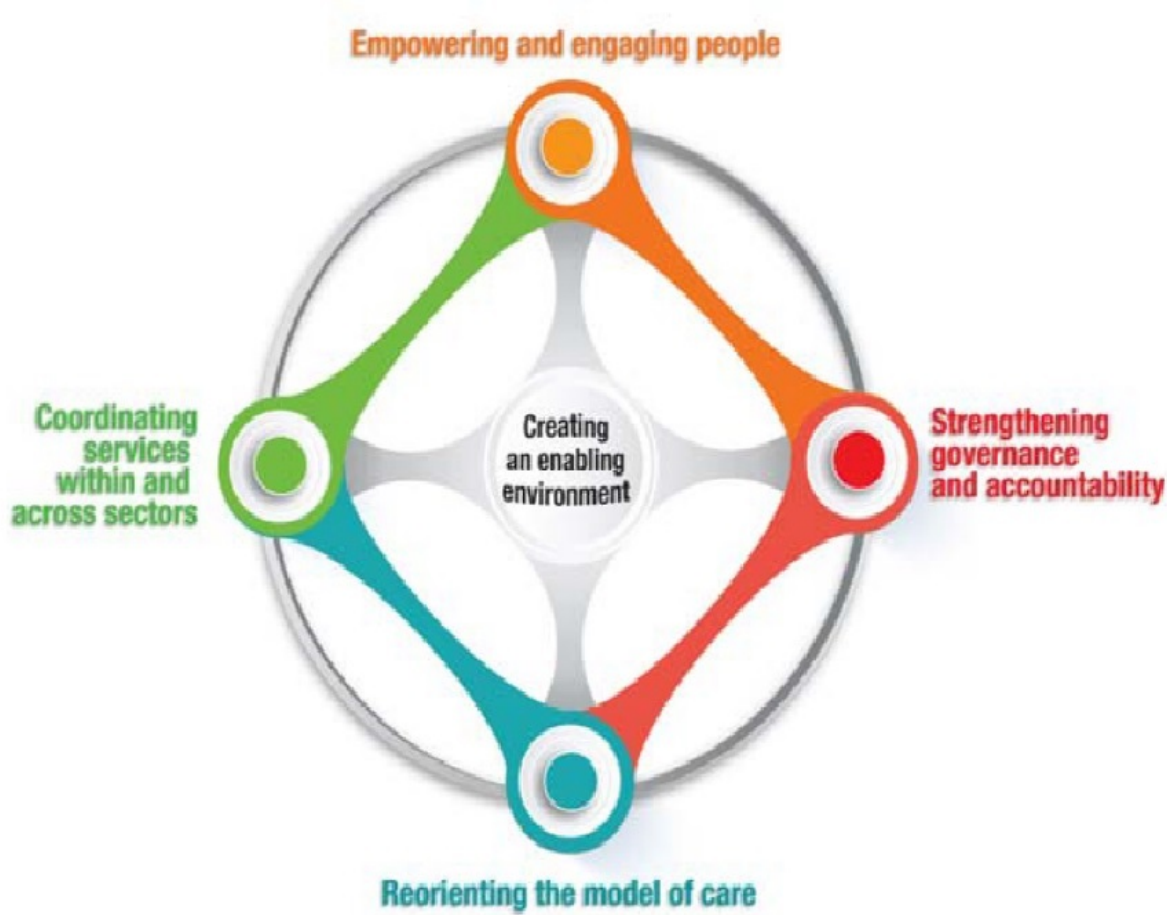 Empowering and engaging people
Coordinating
services
within and
across sectors
Creating
an enabling
environment
Strengthening
governance
and accountability
Reorienting the model of care